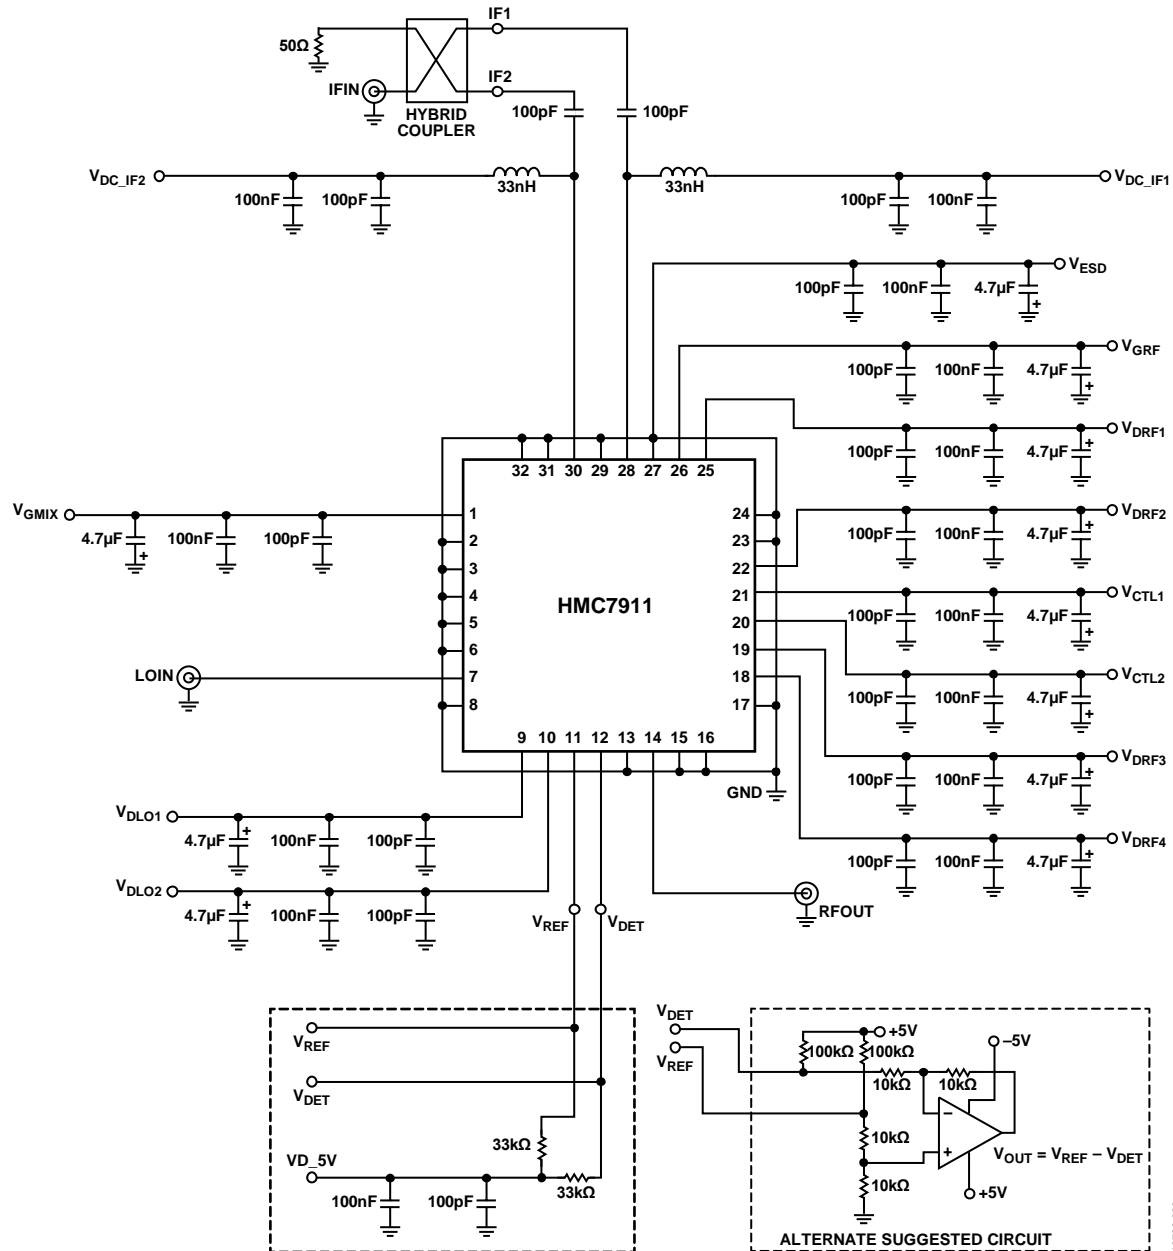 IF1
50Ω
IFIN
IF2
HYBRID
COUPLER
100pF
100pF
VDC_IF2
33nH
33nH
VDC_IF1
100nF
100pF
100pF
100nF
VESD
100pF
100nF
4.7µF
+
VGRF
100pF
100nF
4.7µF
+
VDRF1
100pF
100nF
4.7µF
+
32 31 30 29 28 27 26 25
VGMIX
4.7µF
+
100nF
100pF
1
2
3
4
5
6
7
8
HMC7911
24
23
22
21
20
19
18
17
VDRF2
100pF
100nF
4.7µF
+
VCTL1
100pF
100nF
4.7µF
+
VCTL2
100pF
100nF
4.7µF
+
LOIN
9 10 11 12 13 14 15 16
GND
VDRF3
100pF
100nF
4.7µF
+
VDRF4
100pF
100nF
4.7µF
+
VDLO1
4.7µF
+
100nF
100pF
VDLO2
4.7µF
+
100nF
100pF
VREF
VDET
RFOUT
VREF
VDET
33kΩ
VD_5V
33kΩ
100nF
100pF
VDET
VREF
+5V
–5V
100kΩ
100kΩ
10kΩ
10kΩ
–
10kΩ
+
VOUT = VREF – VDET
10kΩ
+5V
ALTERNATE SUGGESTED CIRCUIT